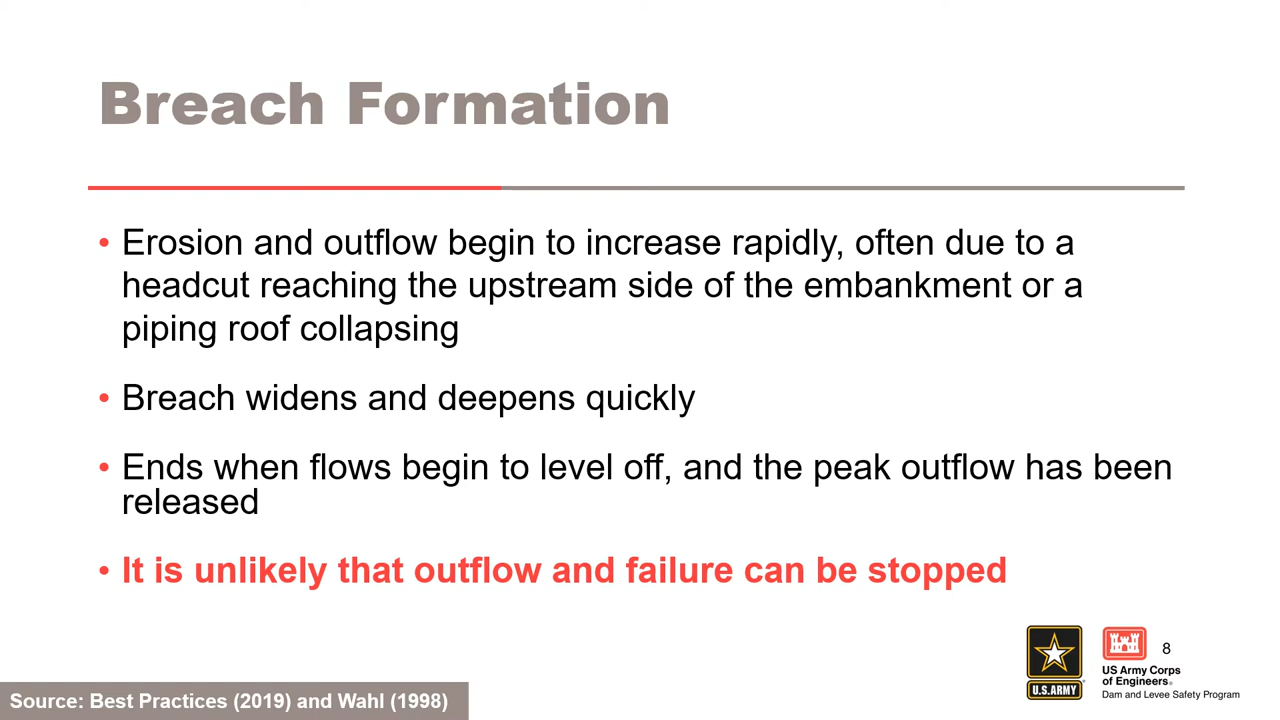 Breach Formation
• Erosion and outflow begin to increase rapidly, often due to a
headcut reaching the upstream side of the embankment or a
piping roof collapsing
• Breach widens and deepens quickly
• Ends when flows begin to level off, and the peak outflow has been
released
• It is unlikely that outflow and failure can be stopped
8
U.S.ARMY
US Army Corps
of Engineers®
Dam and Levee Safety Program
Source: Best Practices (2019) and Wahl (1998)